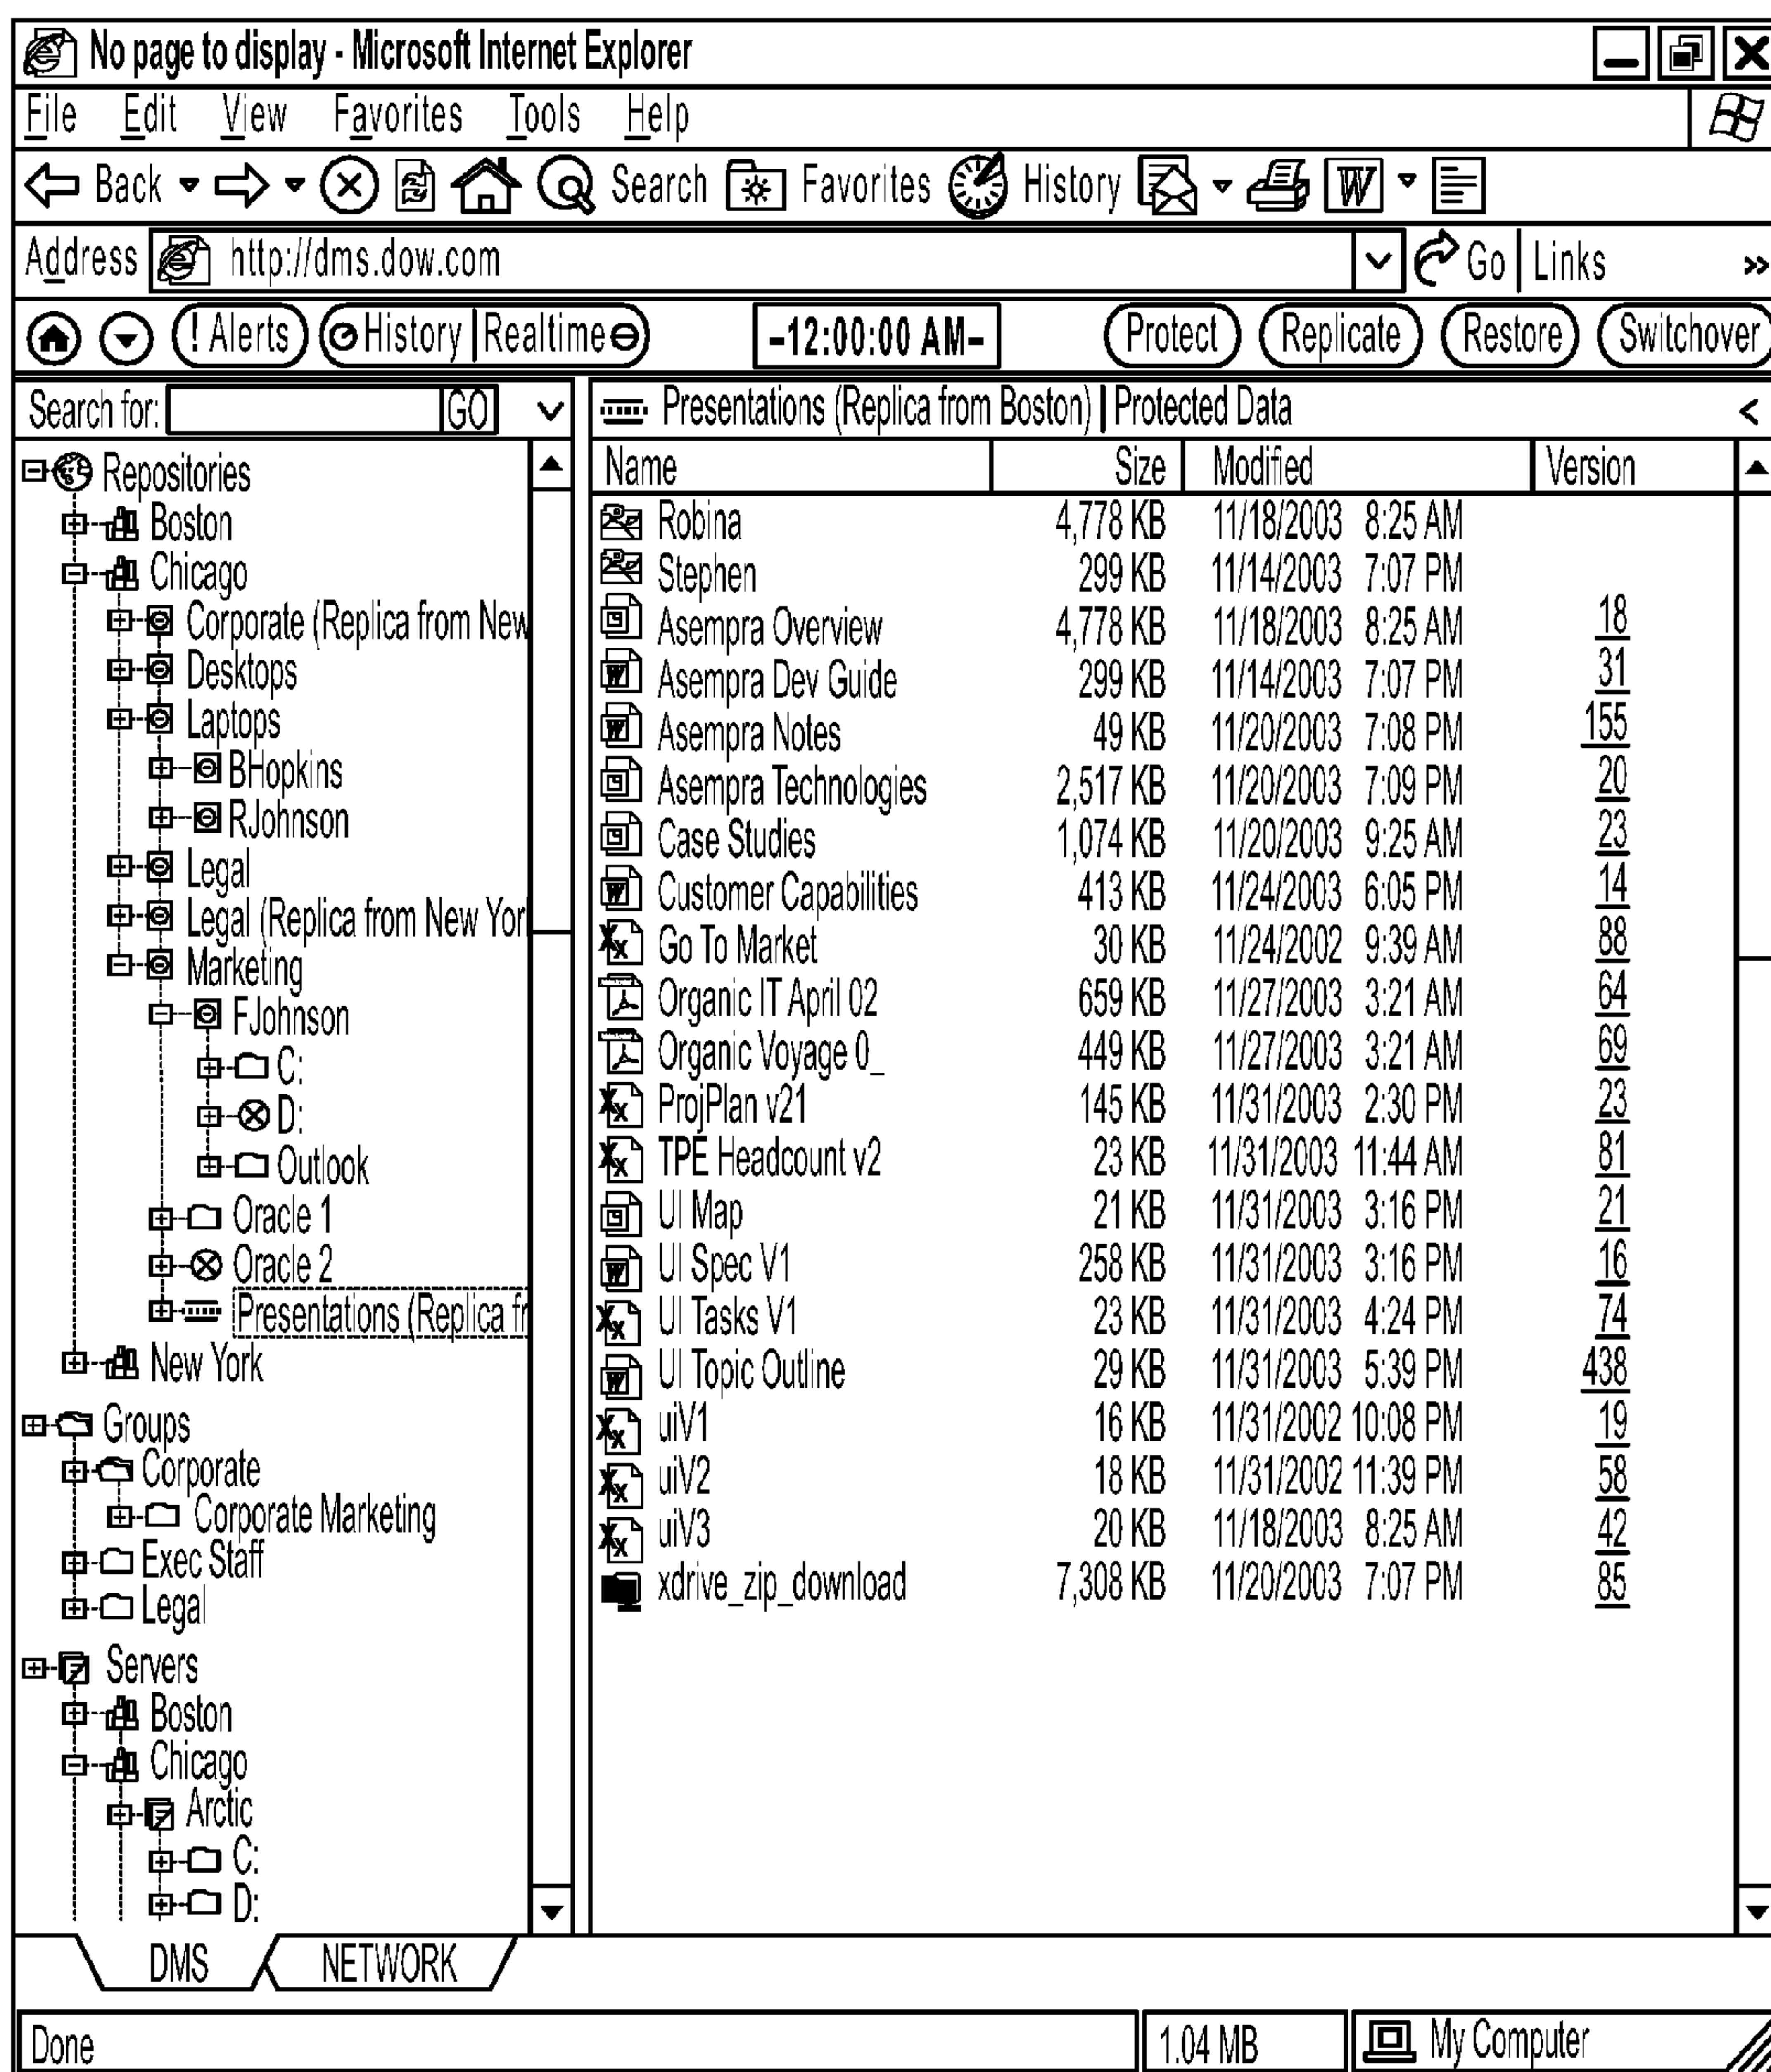 No page to display - Microsoft Internet Explorer
File Edit View Favorites Tools Help
Back Search Favorites History W
Address http://dms.dow.com Go Links »
! Alerts History | Realtime -12:00:00 AM- Protect Replicate Restore Switchover
Search for: GO
Repositories
Boston
Chicago
Corporate (Replica from New
Desktops
Laptops
BHopkins
RJohnson
Legal
Legal (Replica from New Yor
Marketing
FJohnson
C:
D:
Outlook
Oracle 1
Oracle 2
Presentations (Replica fr
New York
Groups
Corporate
Corporate Marketing
Exec Staff
Legal
Servers
Boston
Chicago
Arctic
C:
D:
Presentations (Replica from Boston) | Protected Data <
Name Size Modified Version
Robina 4,778 KB 11/18/2003 8:25 AM
Stephen 299 KB 11/14/2003 7:07 PM
Asempra Overview 4,778 KB 11/18/2003 8:25 AM 18
Asempra Dev Guide 299 KB 11/14/2003 7:07 PM 31
Asempra Notes 49 KB 11/20/2003 7:08 PM 155
Asempra Technologies 2,517 KB 11/20/2003 7:09 PM 20
Case Studies 1,074 KB 11/20/2003 9:25 AM 23
Customer Capabilities 413 KB 11/24/2003 6:05 PM 14
Go To Market 30 KB 11/24/2002 9:39 AM 88
Organic IT April 02 659 KB 11/27/2003 3:21 AM 64
Organic Voyage 0_ 449 KB 11/27/2003 3:21 AM 69
ProjPlan v21 145 KB 11/31/2003 2:30 PM 23
TPE Headcount v2 23 KB 11/31/2003 11:44 AM 81
UI Map 21 KB 11/31/2003 3:16 PM 21
UI Spec V1 258 KB 11/31/2003 3:16 PM 16
UI Tasks V1 23 KB 11/31/2003 4:24 PM 74
UI Topic Outline 29 KB 11/31/2003 5:39 PM 438
uiV1 16 KB 11/31/2002 10:08 PM 19
uiV2 18 KB 11/31/2002 11:39 PM 58
uiV3 20 KB 11/18/2003 8:25 AM 42
xdrive_zip_download 7,308 KB 11/20/2003 7:07 PM 85
DMS NETWORK
Done 1.04 MB My Computer